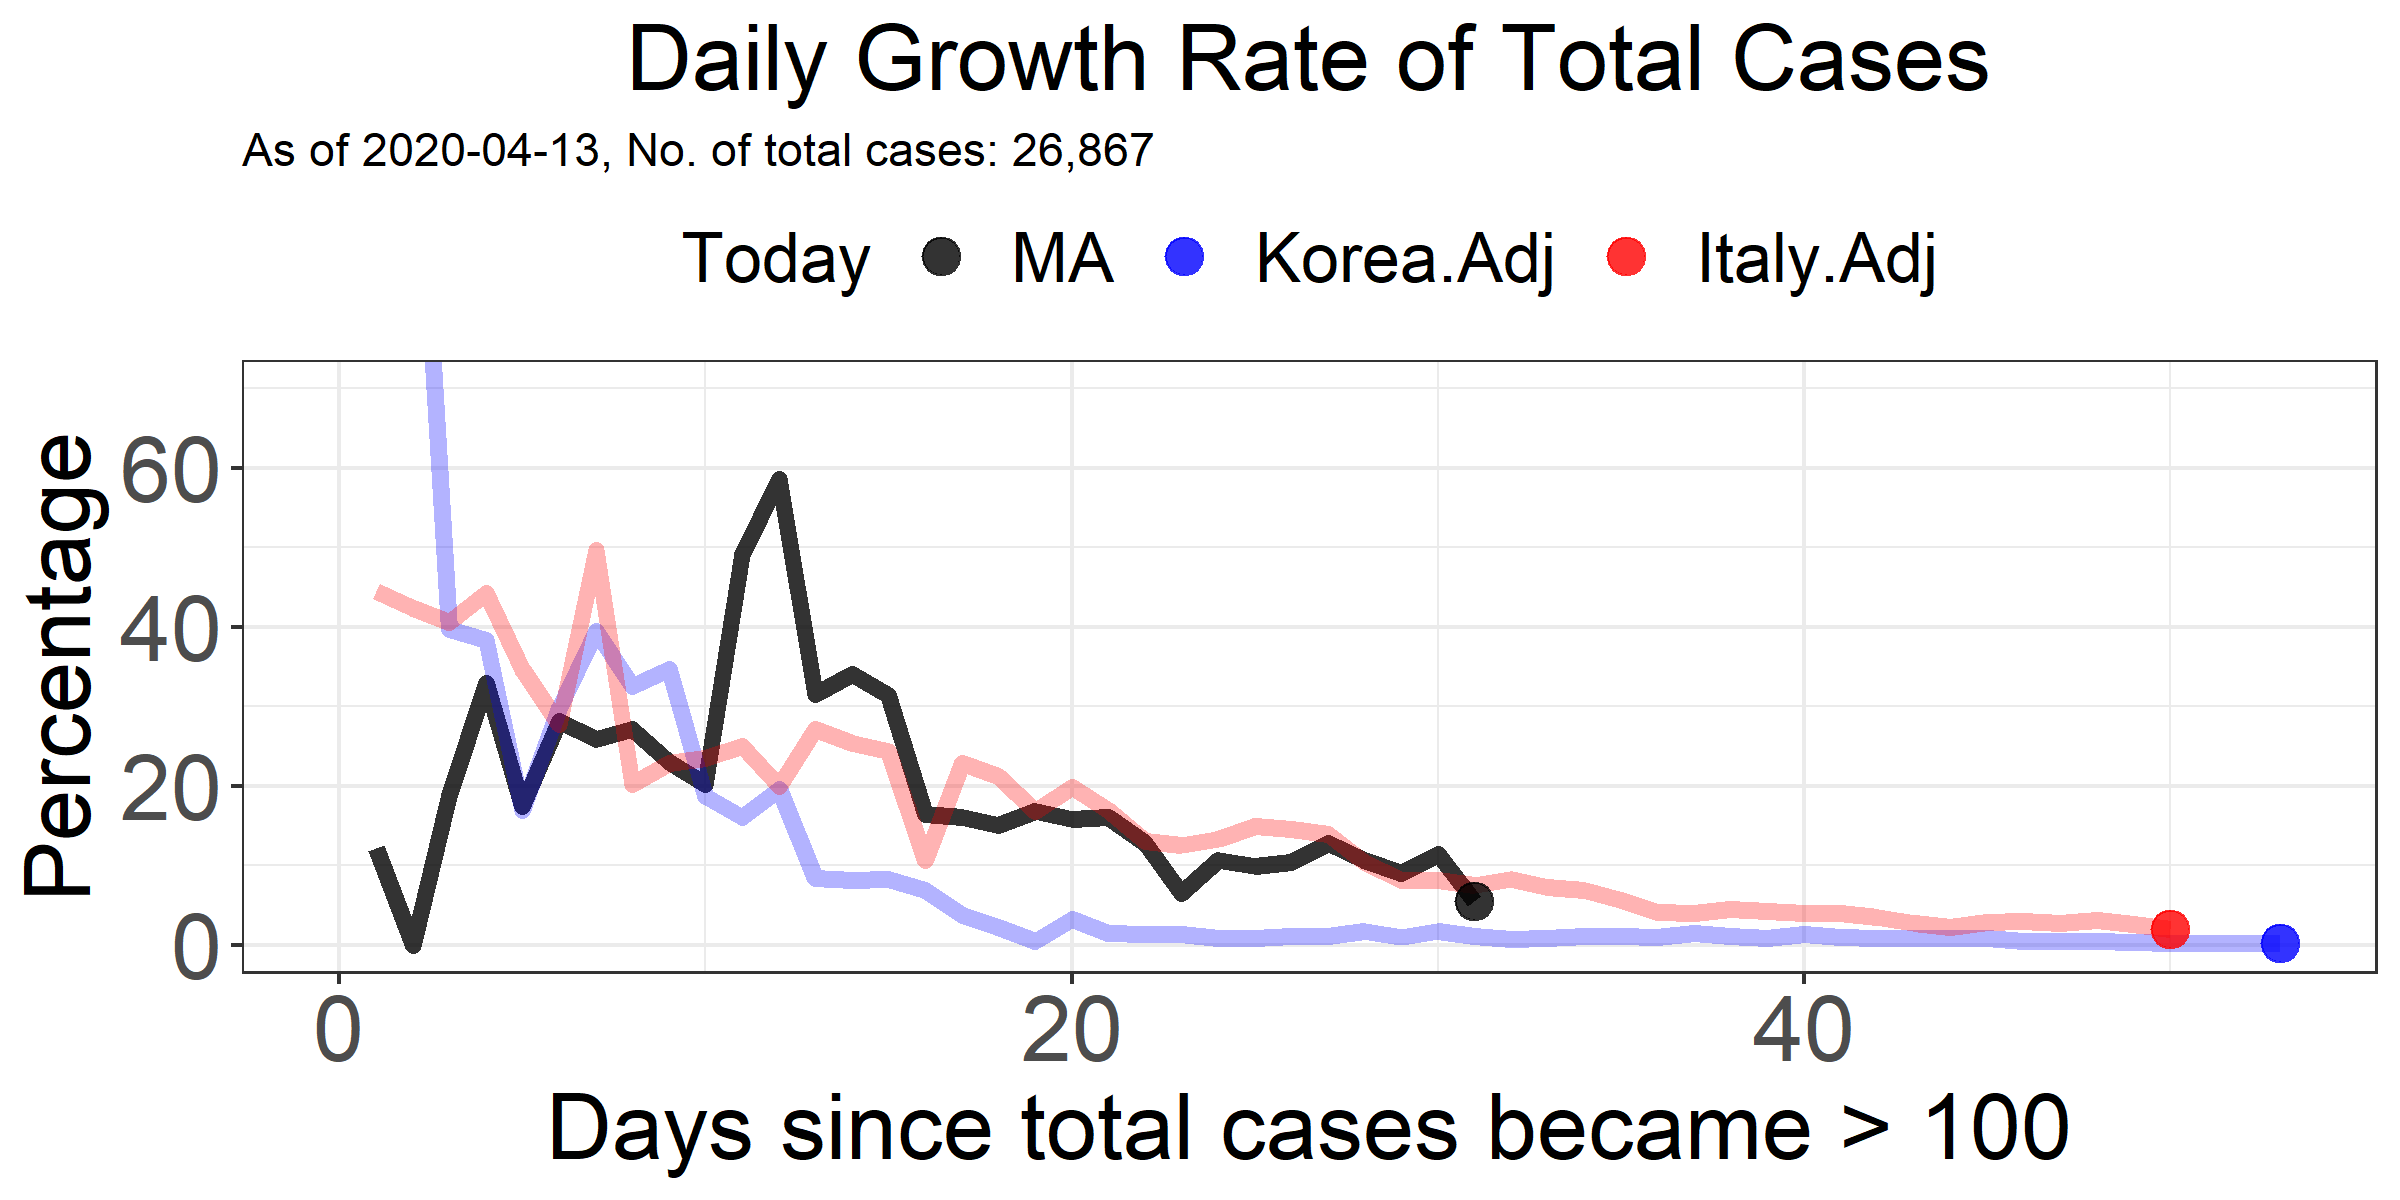 Daily Growth Rate of Total Cases
As of 2020-04-13, No. of total cases: 26,867
Today MA Korea.Adj Italy.Adj
Percentage
60
40
20
0
0 20 40
Days since total cases became > 100